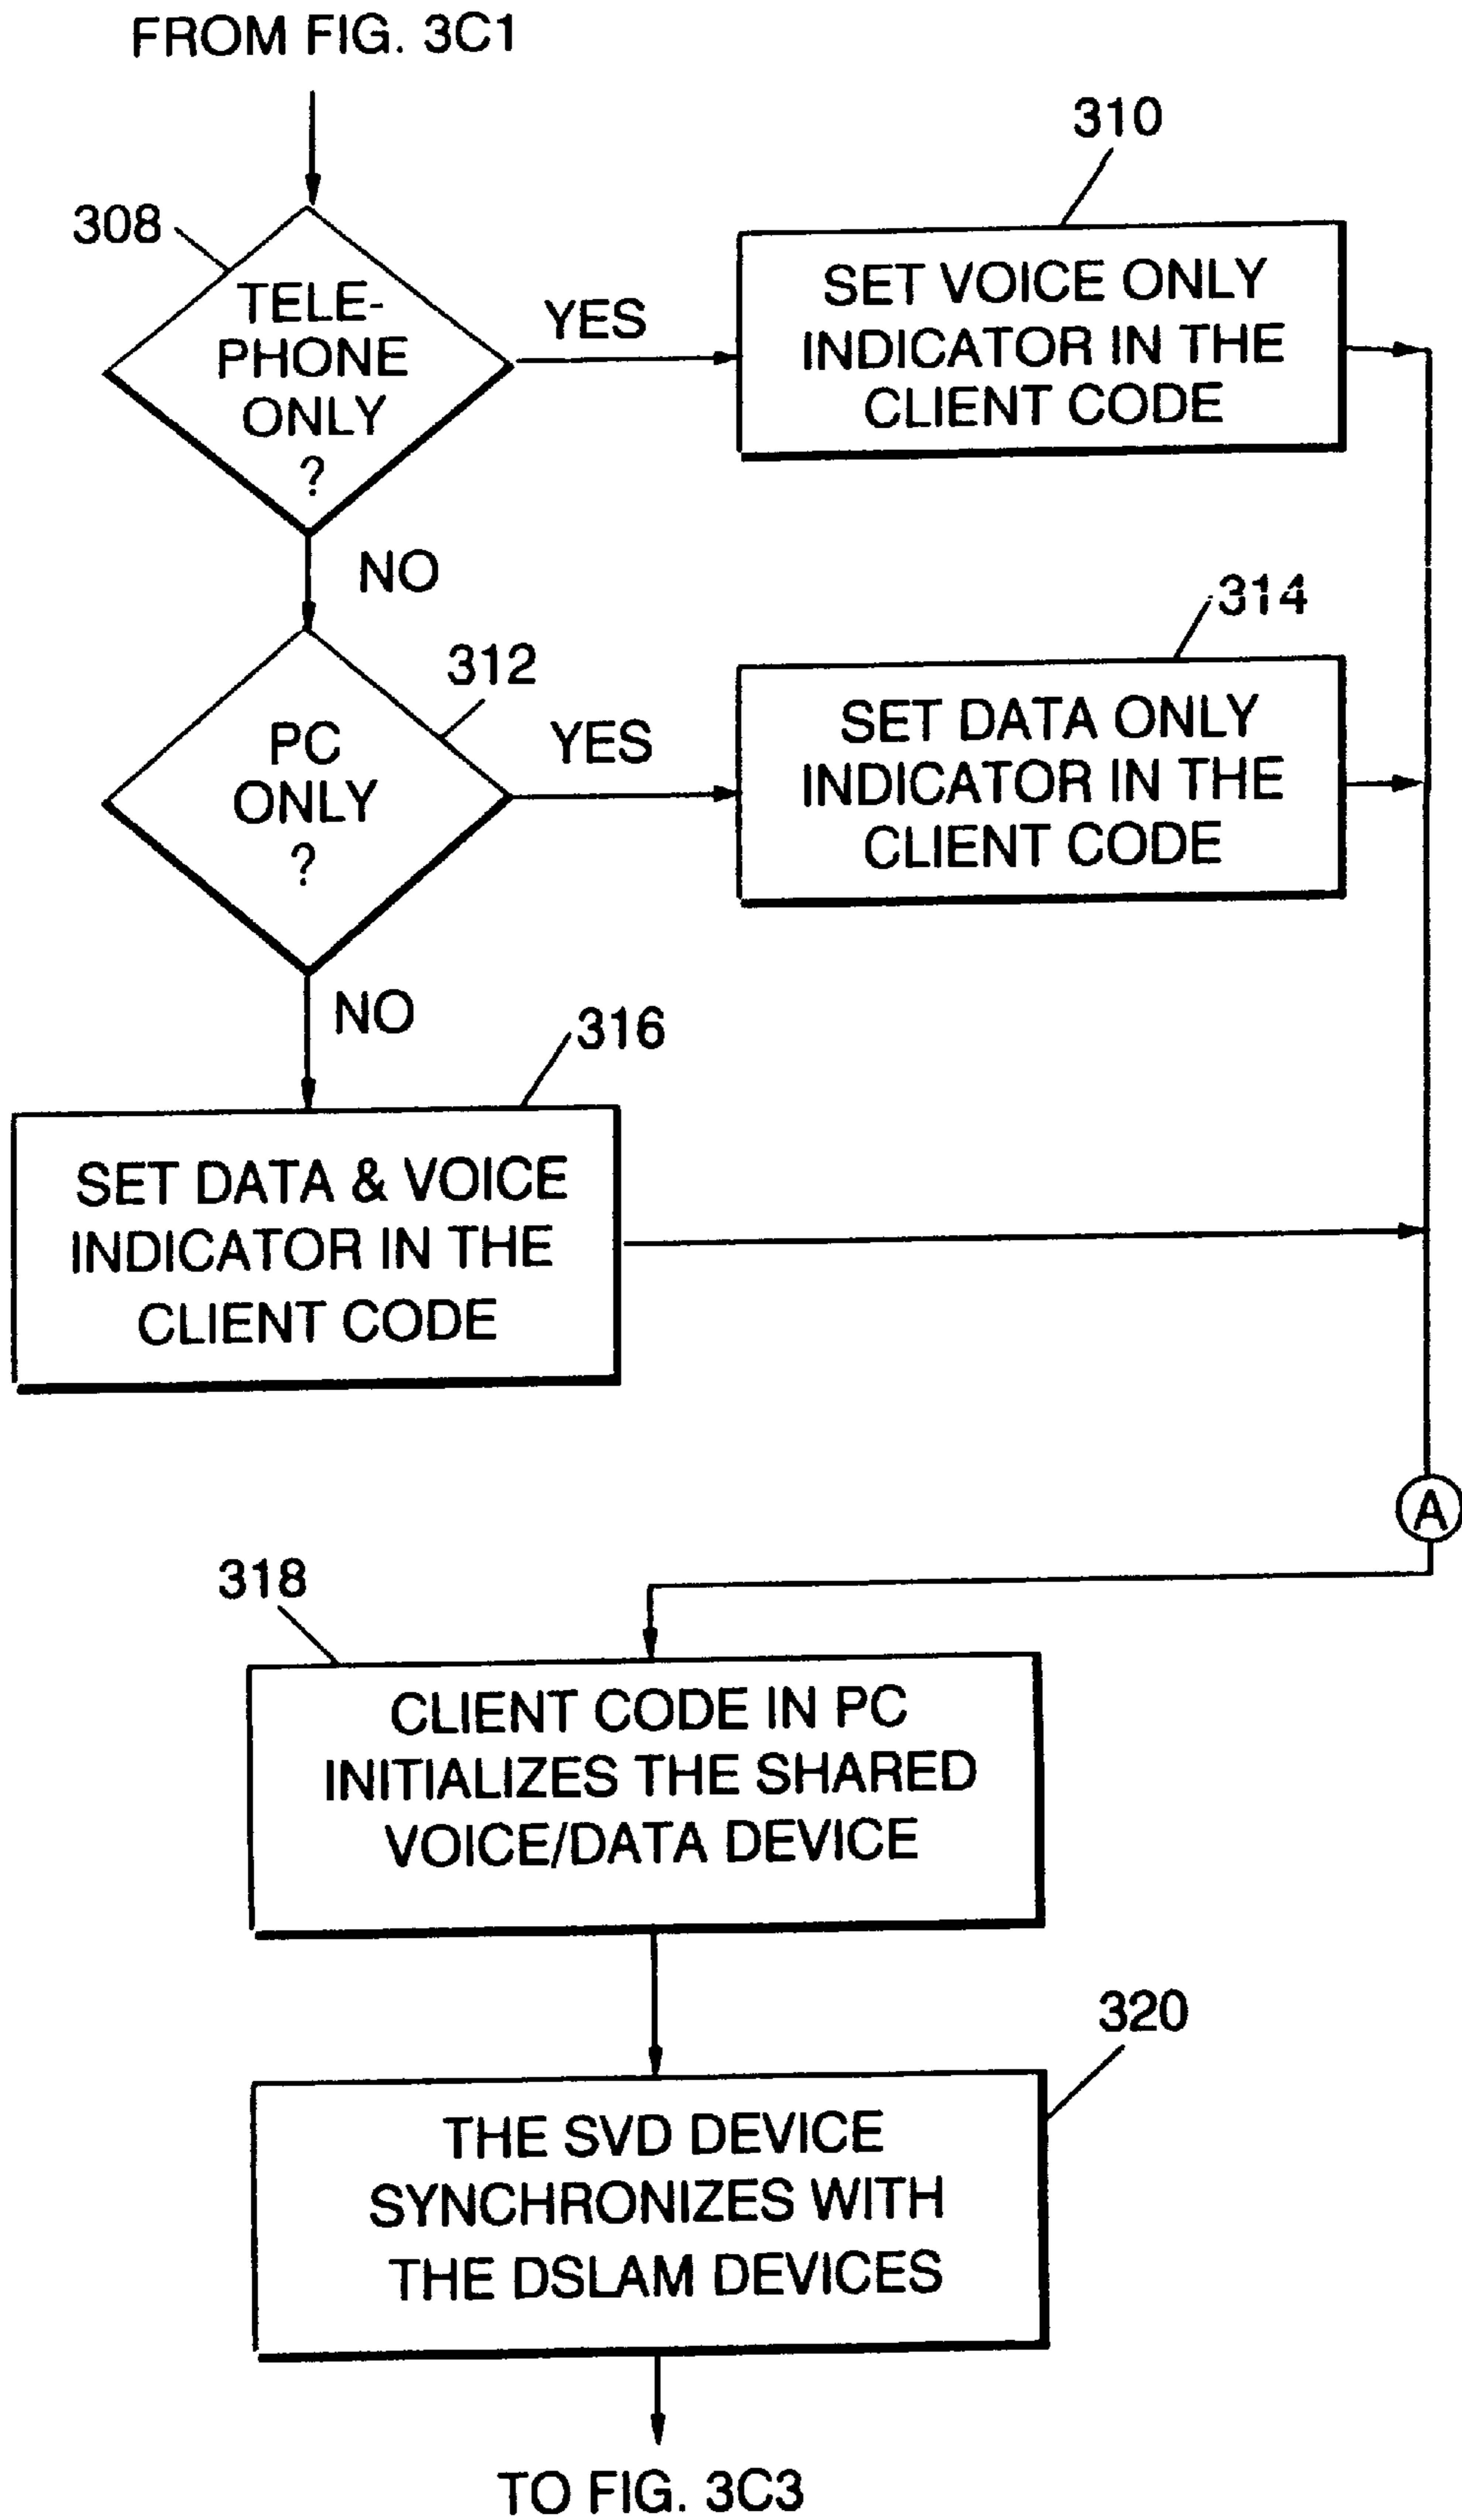 FROM FIG. 3C1
310
308
TELE-
PHONE
ONLY
?
YES
SET VOICE ONLY
INDICATOR IN THE
CLIENT CODE
NO
314
312
PC
ONLY
?
YES
SET DATA ONLY
INDICATOR IN THE
CLIENT CODE
NO
316
SET DATA & VOICE
INDICATOR IN THE
CLIENT CODE
A
318
CLIENT CODE IN PC
INITIALIZES THE SHARED
VOICE/DATA DEVICE
320
THE SVD DEVICE
SYNCHRONIZES WITH
THE DSLAM DEVICES
TO FIG. 3C3